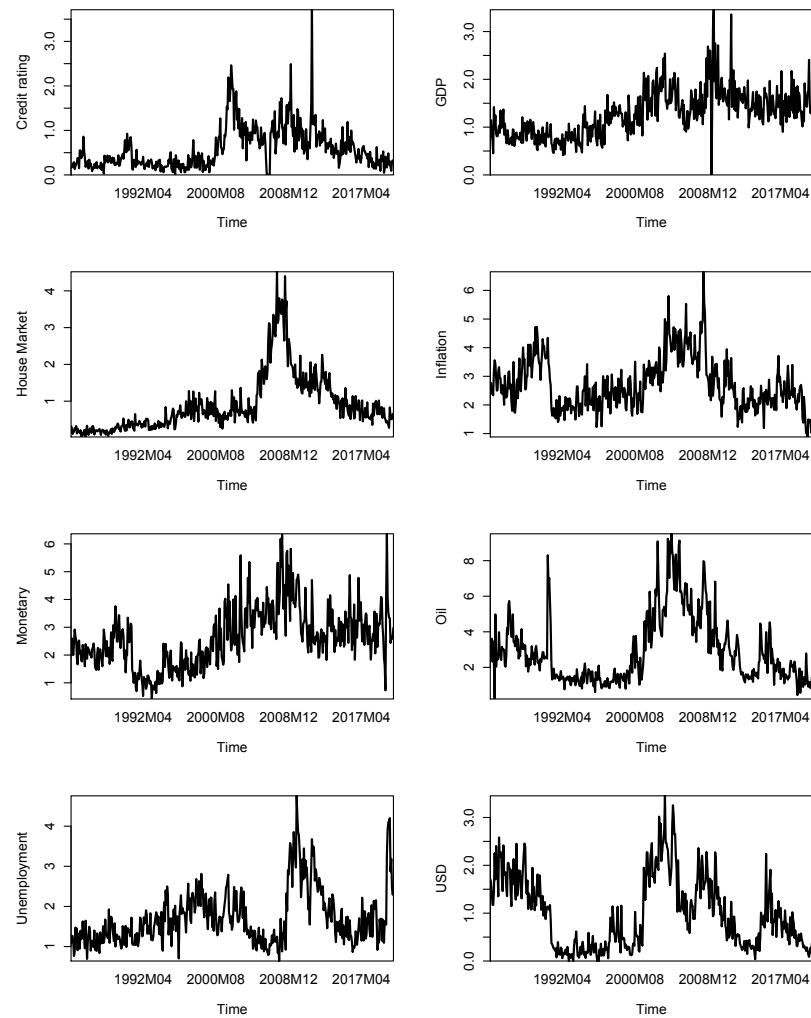 Credit rating
0.0 1.0 2.0 3.0
1992M04 2000M08 2008M12 2017M04
Time
GDP
0.0 1.0 2.0 3.0
1992M04 2000M08 2008M12 2017M04
Time
House Market
1 2 3 4
1992M04 2000M08 2008M12 2017M04
Time
Inflation
1 2 3 4 5 6
1992M04 2000M08 2008M12 2017M04
Time
Monetary
1 2 3 4 5 6
1992M04 2000M08 2008M12 2017M04
Time
Oil
2 4 6 8
1992M04 2000M08 2008M12 2017M04
Time
Unemployment
1 2 3 4
1992M04 2000M08 2008M12 2017M04
Time
USD
0.0 1.0 2.0 3.0
1992M04 2000M08 2008M12 2017M04
Time